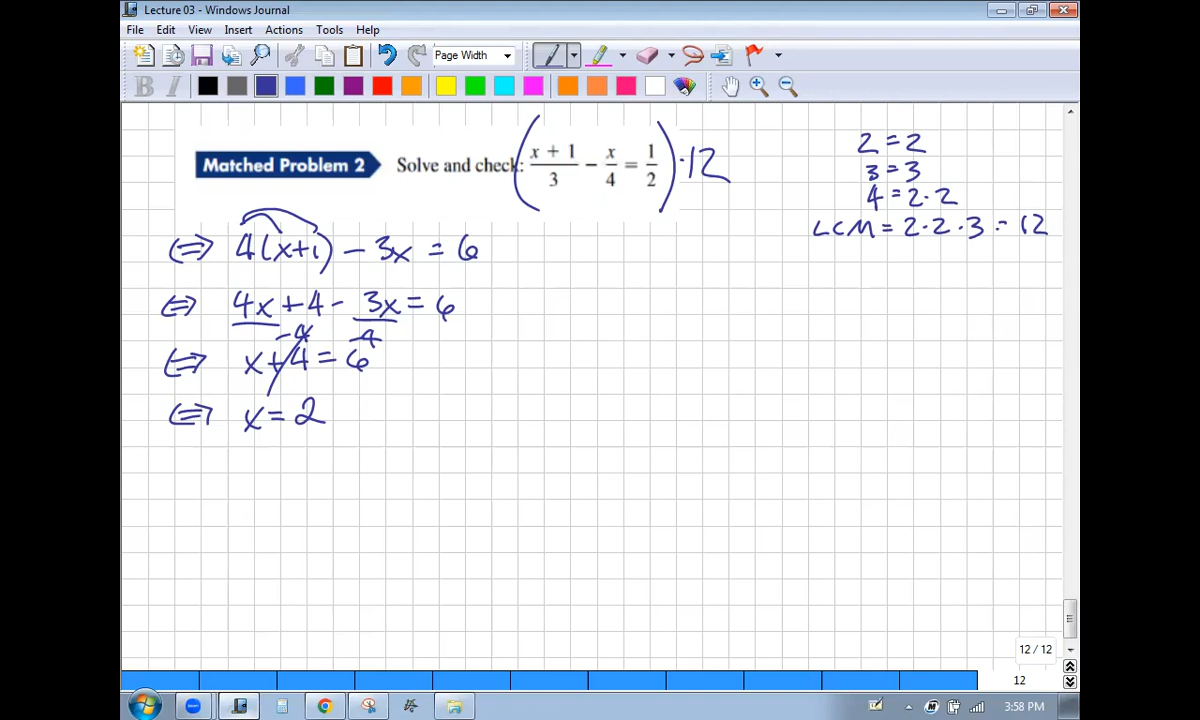 Lecture 03 - Windows Journal
File Edit View Insert Actions Tools Help
Page Width
B I
Matched Problem 2 Solve and check: ( (x + 1)/3 − x/4 = 1/2 ) · 12
2 = 2
3 = 3
4 = 2 · 2
LCM = 2 · 2 · 3 = 12
⇔ 4(x+1) − 3x = 6
⇔ 4x + 4 − 3x = 6
−4 −4
⇔ x + 4 = 6
⇔ x = 2
12 / 12
12
3:58 PM